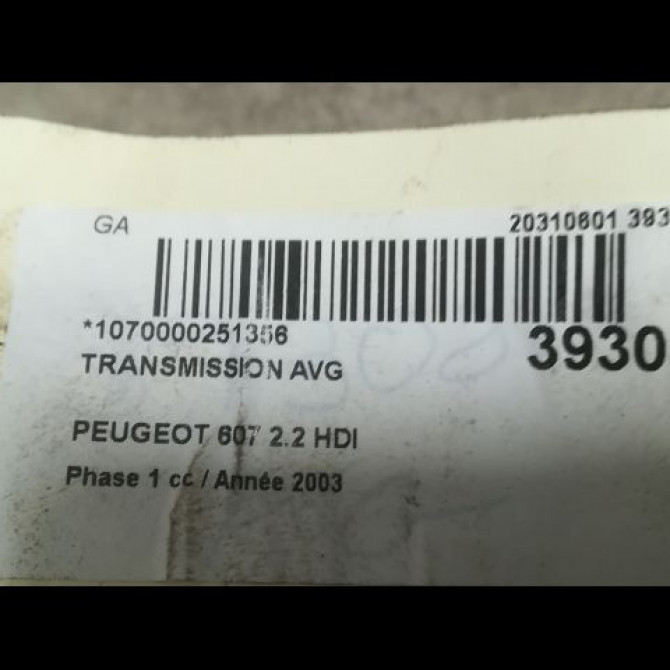 GA
20310601 393
*1070000251356
3930
TRANSMISSION AVG
PEUGEOT 607 2.2 HDI
Phase 1 cc / Année 2003